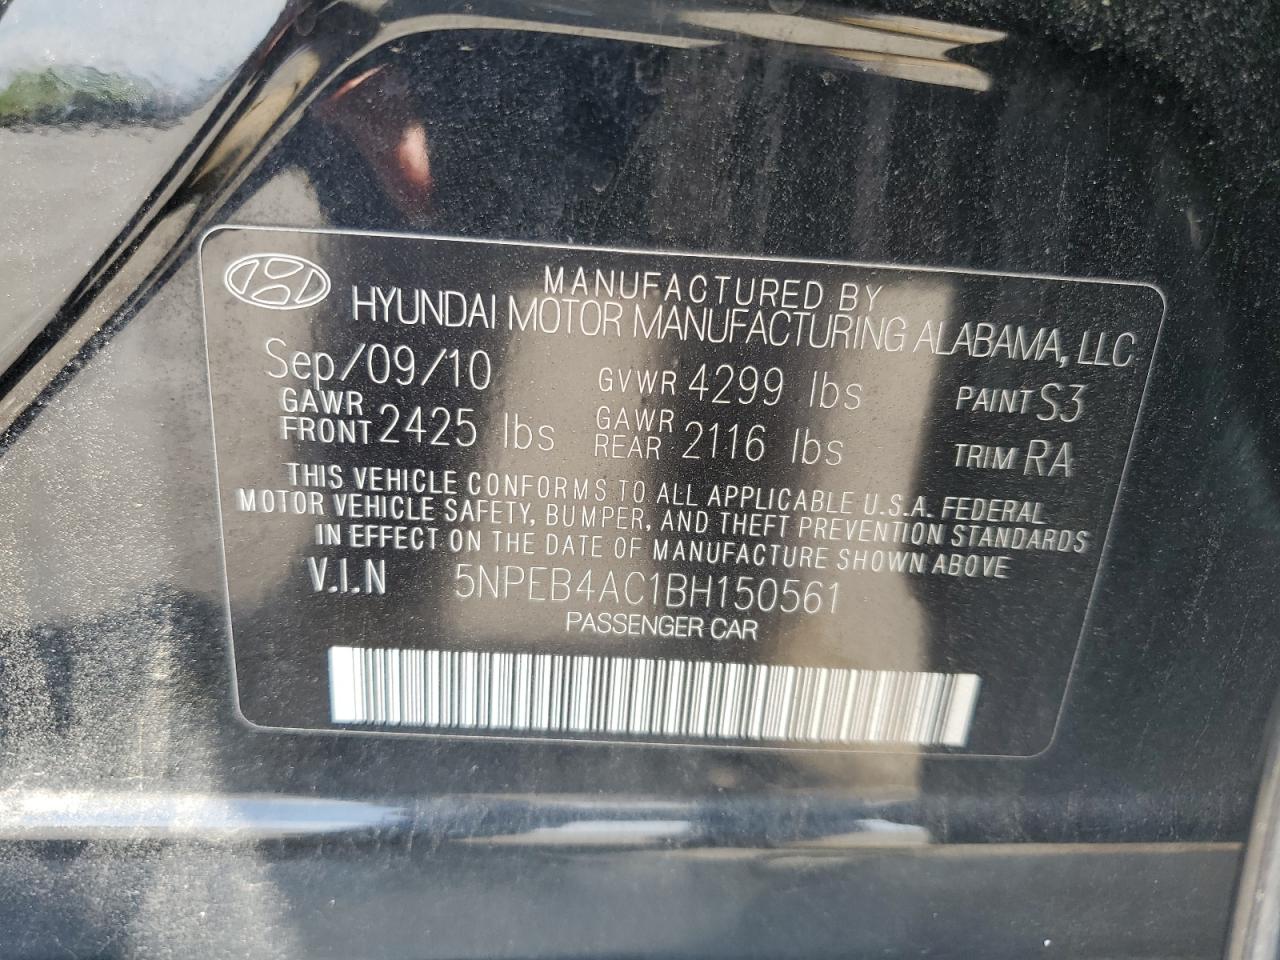 MANUFACTURED BY
HYUNDAI MOTOR MANUFACTURING ALABAMA, LLC
Sep/09/10 GVWR 4299 lbs PAINT S3
GAWR FRONT 2425 lbs GAWR REAR 2116 lbs TRIM RA
THIS VEHICLE CONFORMS TO ALL APPLICABLE U.S.A. FEDERAL
MOTOR VEHICLE SAFETY, BUMPER, AND THEFT PREVENTION STANDARDS
IN EFFECT ON THE DATE OF MANUFACTURE SHOWN ABOVE
V.I.N 5NPEB4AC1BH150561
PASSENGER CAR